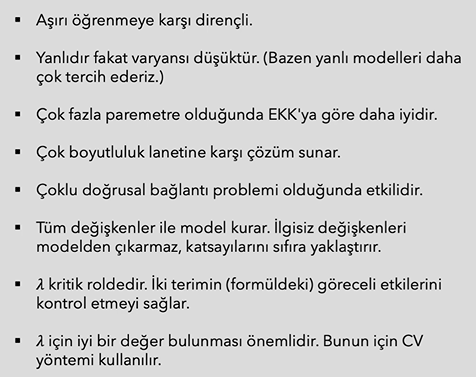 ▪ Aşırı öğrenmeye karşı dirençli.
▪ Yanlıdır fakat varyansı düşüktür. (Bazen yanlı modelleri daha
çok tercih ederiz.)
▪ Çok fazla paremetre olduğunda EKK'ya göre daha iyidir.
▪ Çok boyutluluk lanetine karşı çözüm sunar.
▪ Çoklu doğrusal bağlantı problemi olduğunda etkilidir.
▪ Tüm değişkenler ile model kurar. İlgisiz değişkenleri
modelden çıkarmaz, katsayılarını sıfıra yaklaştırır.
▪ 𝜆 kritik roldedir. İki terimin (formüldeki) göreceli etkilerini
kontrol etmeyi sağlar.
▪ 𝜆 için iyi bir değer bulunması önemlidir. Bunun için CV
yöntemi kullanılır.